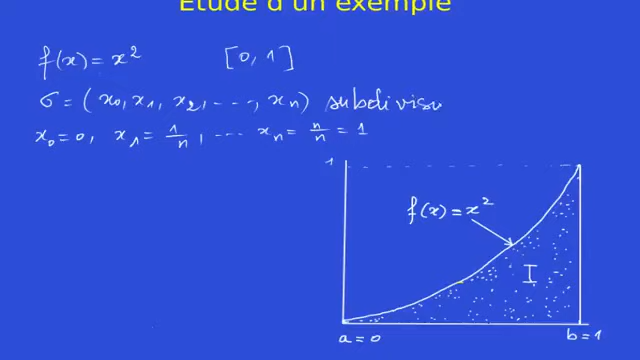 Etude d'un exemple
f(x) = x² [0, 1]
σ = (x₀, x₁, x₂, ..., xₙ) subdivisu
x₀ = 0, x₁ = 1/n, ... xₙ = n/n = 1
1
f(x) = x²
I
a = 0 b = 1